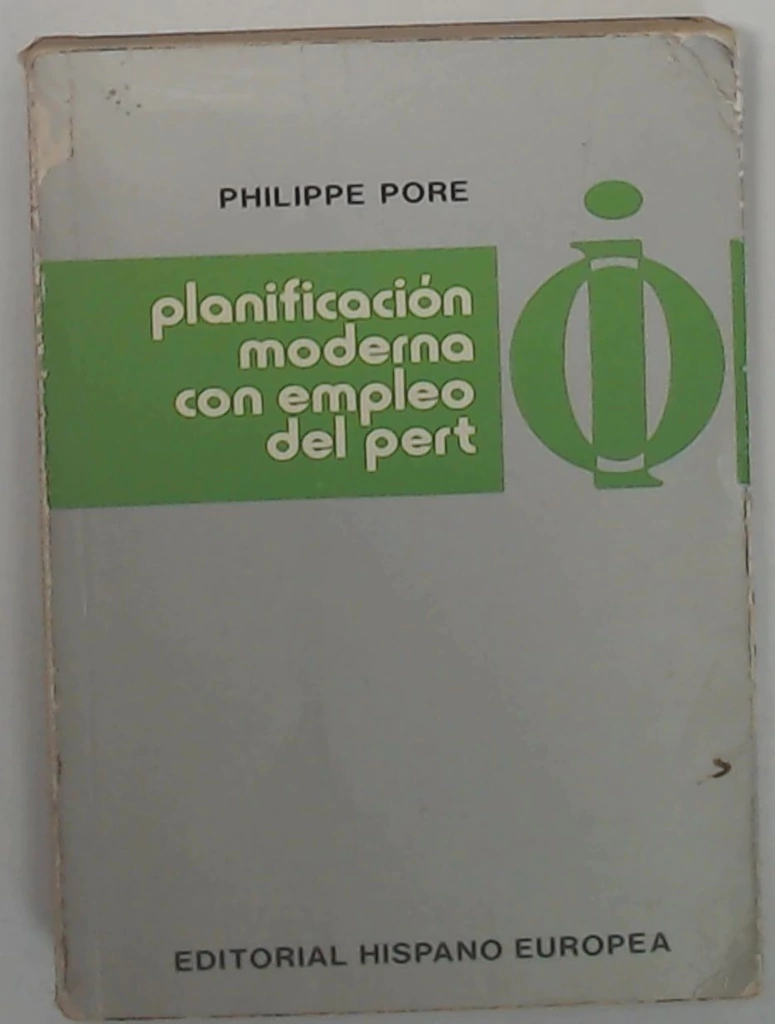 PHILIPPE PORE
planificación
moderna
con empleo
del pert
EDITORIAL HISPANO EUROPEA